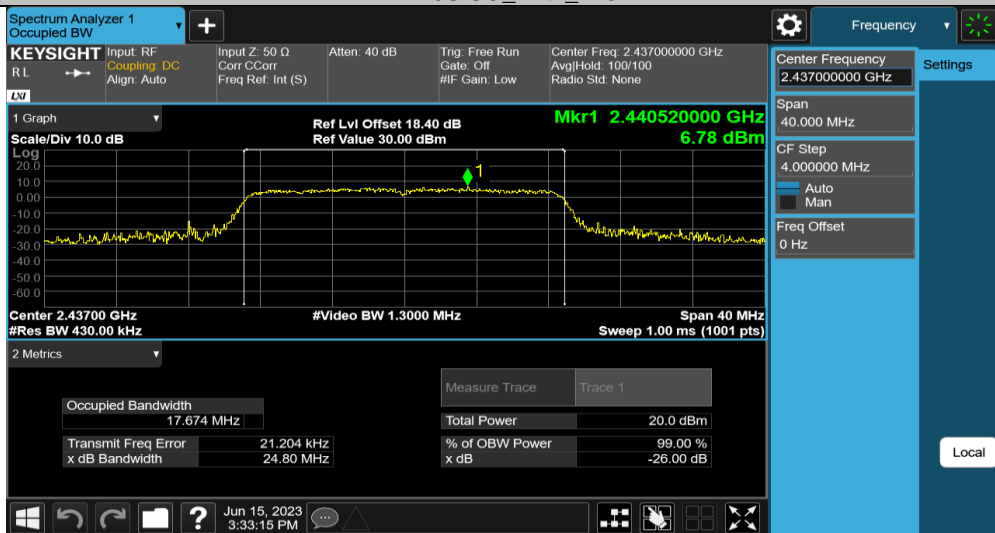 Spectrum Analyzer 1
Occupied BW
Frequency
KEYSIGHT
RL
LXI
Input: RF
Coupling: DC
Align: Auto
Input Z: 50 Ω
Corr CCorr
Freq Ref: Int (S)
Atten: 40 dB
Trig: Free Run
Gate: Off
#IF Gain: Low
Center Freq: 2.437000000 GHz
Avg|Hold: 100/100
Radio Std: None
Center Frequency
2.437000000 GHz
Settings
Span
40.000 MHz
CF Step
4.000000 MHz
Auto
Man
Freq Offset
0 Hz
1 Graph
Scale/Div 10.0 dB
Log
Ref Lvl Offset 18.40 dB
Ref Value 30.00 dBm
Mkr1 2.440520000 GHz
6.78 dBm
1
20.0
10.0
0.00
-10.0
-20.0
-30.0
-40.0
-50.0
-60.0
Center 2.43700 GHz
#Res BW 430.00 kHz
#Video BW 1.3000 MHz
Span 40 MHz
Sweep 1.00 ms (1001 pts)
2 Metrics
Measure Trace
Trace 1
Occupied Bandwidth
17.674 MHz
Total Power
20.0 dBm
Transmit Freq Error
21.204 kHz
% of OBW Power
99.00 %
x dB Bandwidth
24.80 MHz
x dB
-26.00 dB
Local
?
Jun 15, 2023
3:33:15 PM